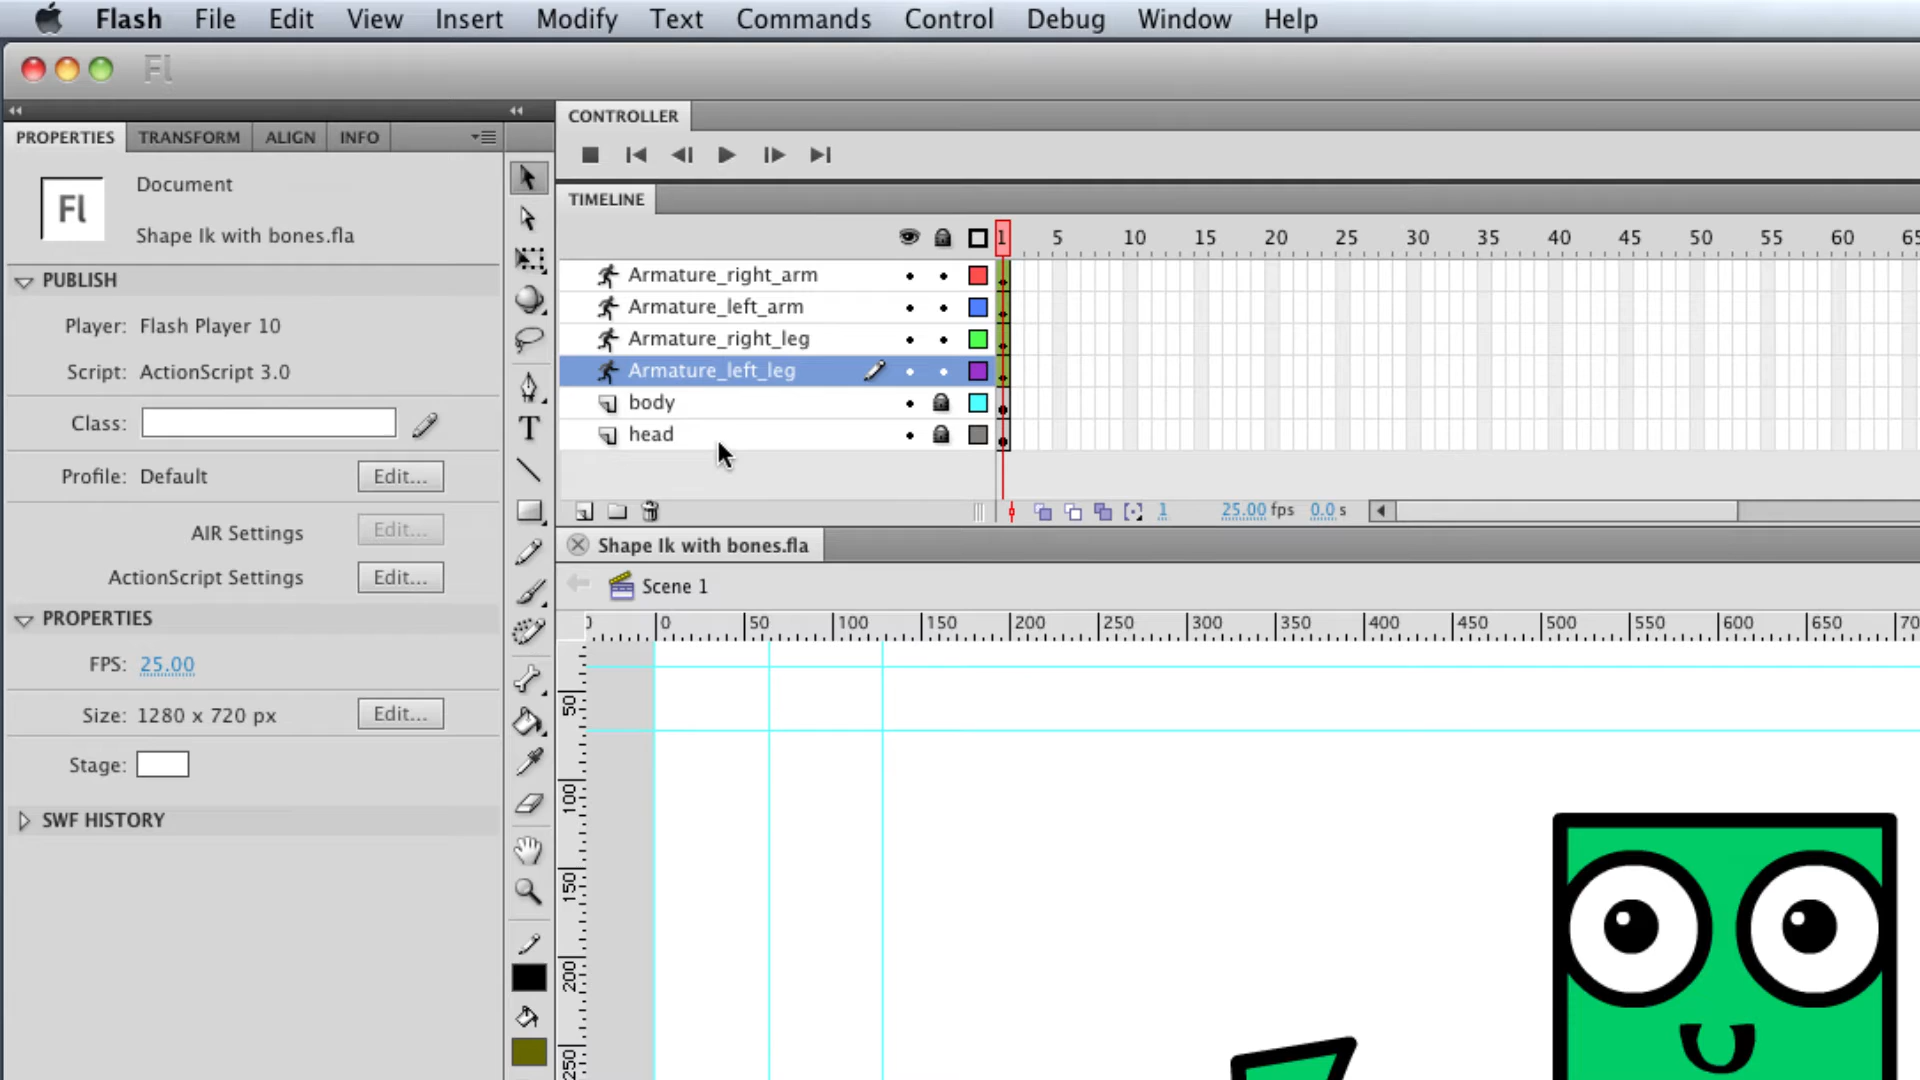 Flash File Edit View Insert Modify Text Commands Control Debug Window Help
Fl
PROPERTIES TRANSFORM ALIGN INFO
Fl
Document
Shape Ik with bones.fla
PUBLISH
Player: Flash Player 10
Script: ActionScript 3.0
Class:
Profile: Default Edit...
AIR Settings Edit...
ActionScript Settings Edit...
PROPERTIES
FPS: 25.00
Size: 1280 x 720 px Edit...
Stage:
SWF HISTORY
T
CONTROLLER
TIMELINE
1 5 10 15 20 25 30 35 40 45 50 55 60 65
Armature_right_arm
Armature_left_arm
Armature_right_leg
Armature_left_leg
body
head
1 25.00 fps 0.0 s
Shape Ik with bones.fla
Scene 1
0 50 100 150 200 250 300 350 400 450 500 550 600 650 70
50
100
150
200
250